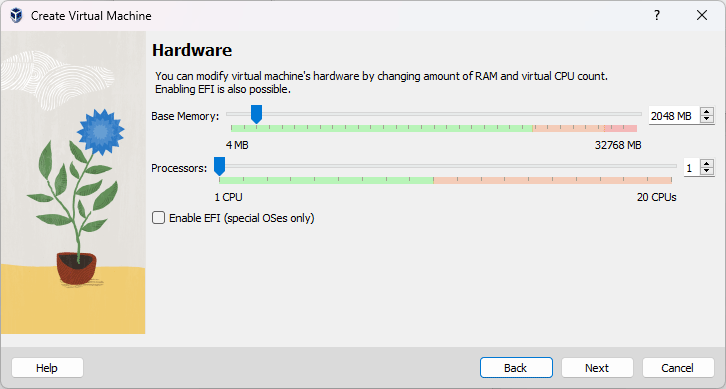 Create Virtual Machine
?
Hardware
You can modify virtual machine's hardware by changing amount of RAM and virtual CPU count.
Enabling EFI is also possible.
Base Memory: 2048 MB
4 MB 32768 MB
Processors: 1
1 CPU 20 CPUs
Enable EFI (special OSes only)
Help Back Next Cancel